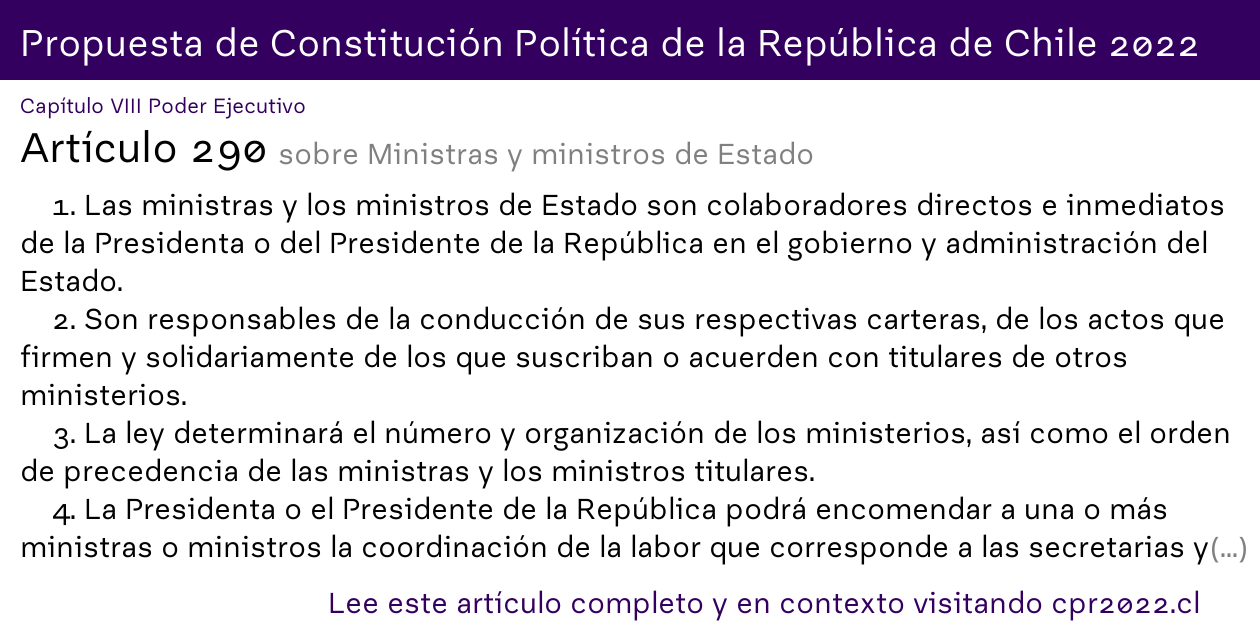 Propuesta de Constitución Política de la República de Chile 2022
Capítulo VIII Poder Ejecutivo
Artículo 290 sobre Ministras y ministros de Estado
1. Las ministras y los ministros de Estado son colaboradores directos e inmediatos
de la Presidenta o del Presidente de la República en el gobierno y administración del
Estado.
2. Son responsables de la conducción de sus respectivas carteras, de los actos que
firmen y solidariamente de los que suscriban o acuerden con titulares de otros
ministerios.
3. La ley determinará el número y organización de los ministerios, así como el orden
de precedencia de las ministras y los ministros titulares.
4. La Presidenta o el Presidente de la República podrá encomendar a una o más
ministras o ministros la coordinación de la labor que corresponde a las secretarias y(...)
Lee este artículo completo y en contexto visitando cpr2022.cl